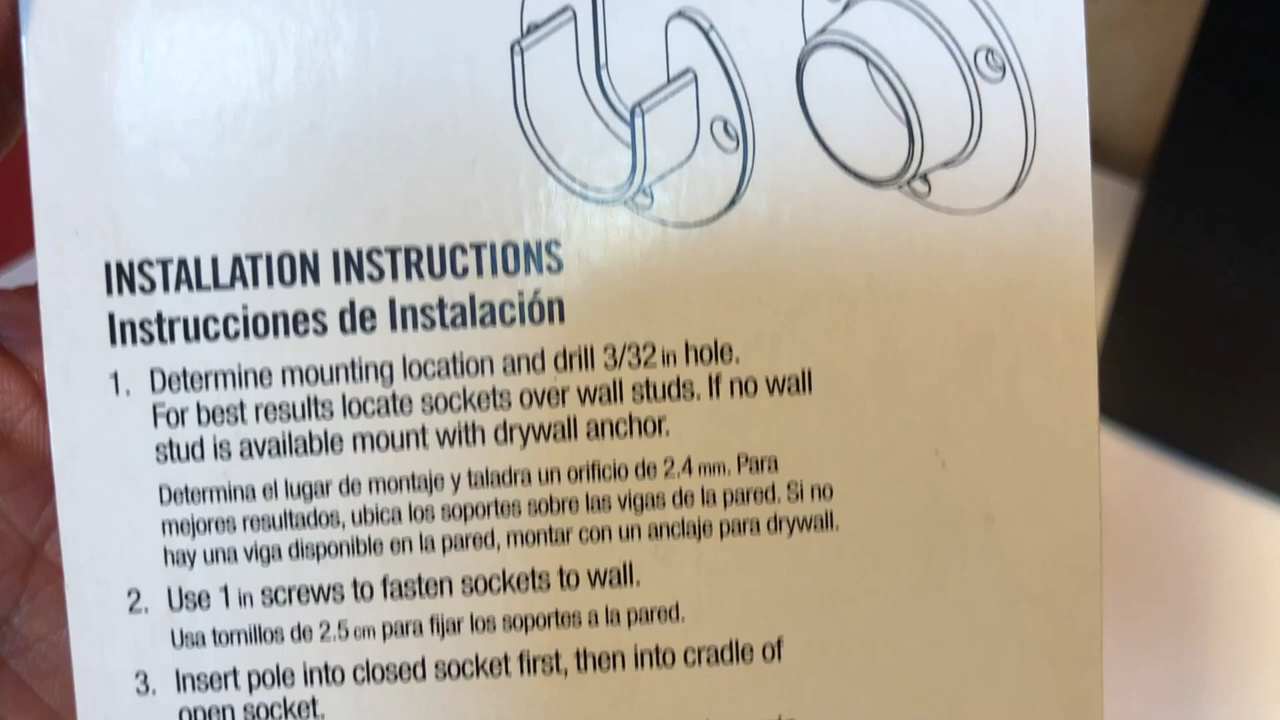 INSTALLATION INSTRUCTIONS
Instrucciones de Instalación
1. Determine mounting location and drill 3/32 in hole.
For best results locate sockets over wall studs. If no wall
stud is available mount with drywall anchor.
Determina el lugar de montaje y taladra un orificio de 2.4 mm. Para
mejores resultados, ubica los soportes sobre las vigas de la pared. Si no
hay una viga disponible en la pared, montar con un anclaje para drywall.
2. Use 1 in screws to fasten sockets to wall.
Usa tornillos de 2.5 cm para fijar los soportes a la pared.
3. Insert pole into closed socket first, then into cradle of
open socket.